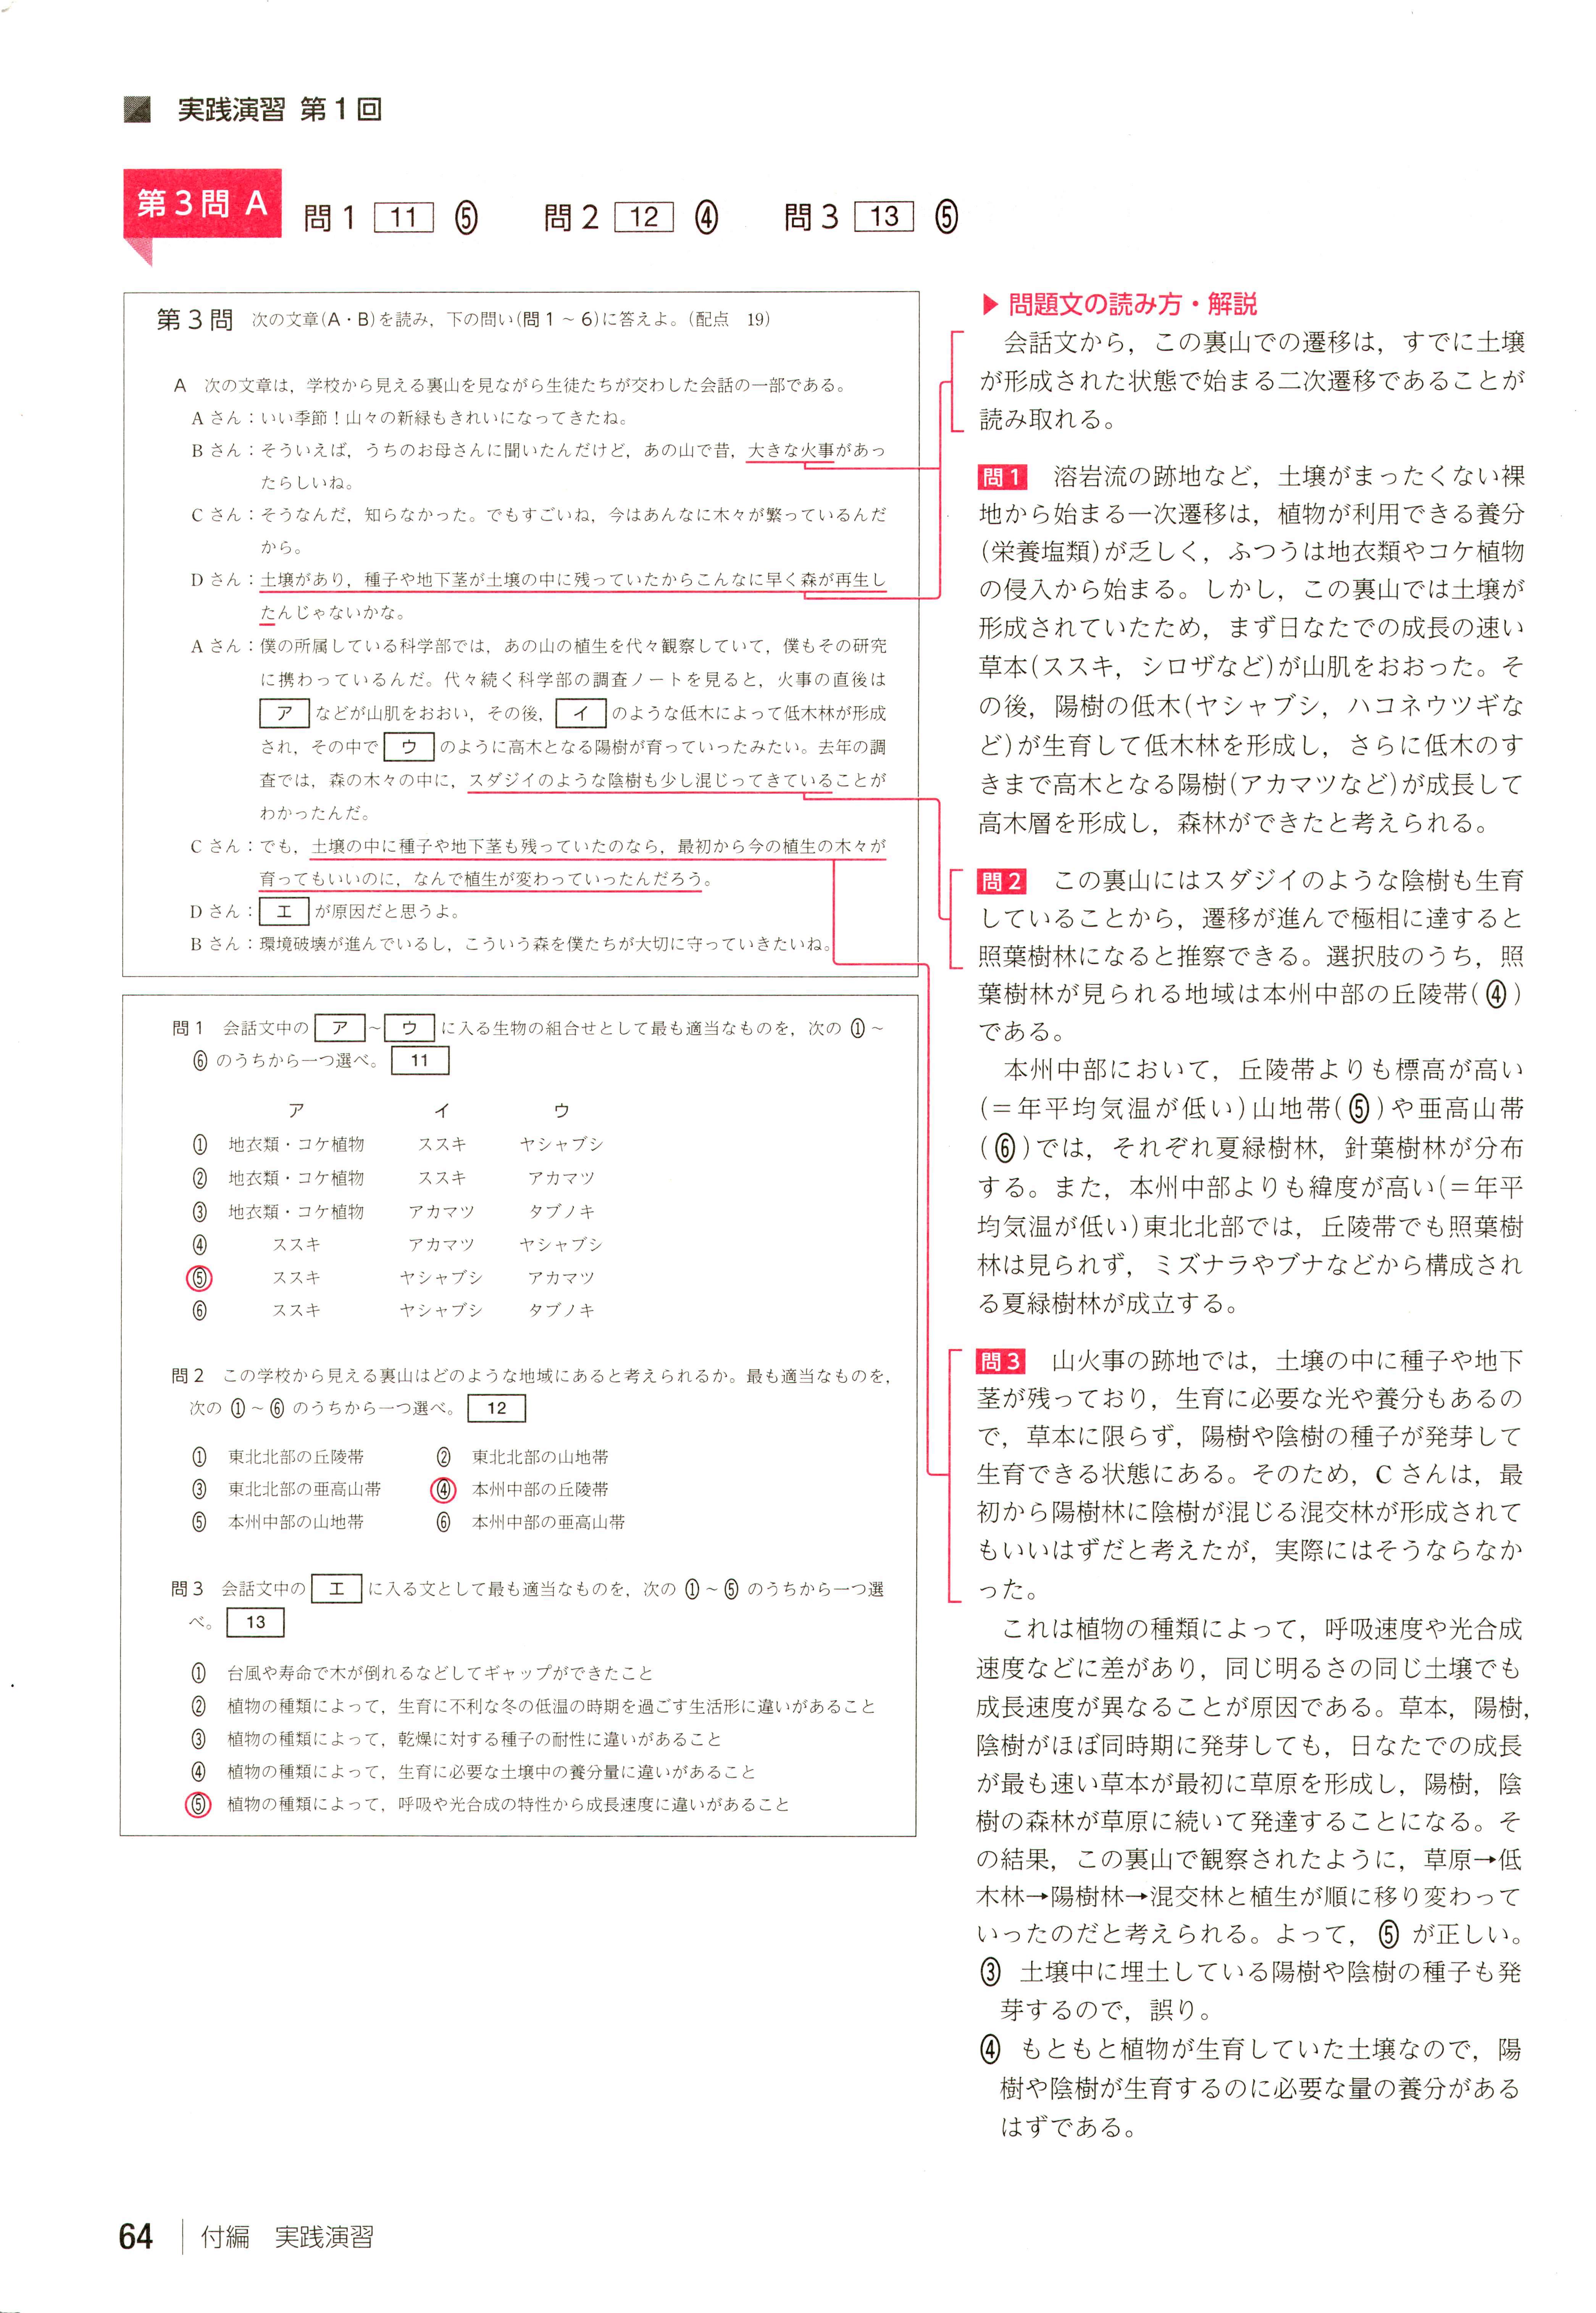 実践演習 第1回
第3問 A
問1 11 ⑤ 問2 12 ④ 問3 13 ⑤
第3問 次の文章(A・B)を読み，下の問い(問1～6)に答えよ。(配点 19)
A 次の文章は，学校から見える裏山を見ながら生徒たちが交わした会話の一部である。
Aさん：いい季節！山々の新緑もきれいになってきたね。
Bさん：そういえば，うちのお母さんに聞いたんだけど，あの山で昔，大きな火事があっ
たらしいね。
Cさん：そうなんだ，知らなかった。でもすごいね，今はあんなに木々が繁っているんだ
から。
Dさん：土壌があり，種子や地下茎が土壌の中に残っていたからこんなに早く森が再生し
たんじゃないかな。
Aさん：僕の所属している科学部では，あの山の植生を代々観察していて，僕もその研究
に携わっているんだ。代々続く科学部の調査ノートを見ると，火事の直後は
ア などが山肌をおおい，その後， イ のような低木によって低木林が形成
され，その中で ウ のように高木となる陽樹が育っていったみたい。去年の調
査では，森の木々の中に，スダジイのような陰樹も少し混じってきていることが
わかったんだ。
Cさん：でも，土壌の中に種子や地下茎も残っていたのなら，最初から今の植生の木々が
育ってもいいのに，なんで植生が変わっていったんだろう。
Dさん： エ が原因だと思うよ。
Bさん：環境破壊が進んでいるし，こういう森を僕たちが大切に守っていきたいね。
問1 会話文中の ア ～ ウ に入る生物の組合せとして最も適当なものを，次の ①～
⑥ のうちから一つ選べ。 11
ア イ ウ
① 地衣類・コケ植物 ススキ ヤシャブシ
② 地衣類・コケ植物 ススキ アカマツ
③ 地衣類・コケ植物 アカマツ タブノキ
④ ススキ アカマツ ヤシャブシ
⑤ ススキ ヤシャブシ アカマツ
⑥ ススキ ヤシャブシ タブノキ
問2 この学校から見える裏山はどのような地域にあると考えられるか。最も適当なものを，
次の ①～⑥ のうちから一つ選べ。 12
① 東北北部の丘陵帯 ② 東北北部の山地帯
③ 東北北部の亜高山帯 ④ 本州中部の丘陵帯
⑤ 本州中部の山地帯 ⑥ 本州中部の亜高山帯
問3 会話文中の エ に入る文として最も適当なものを，次の ①～⑤ のうちから一つ選
べ。 13
① 台風や寿命で木が倒れるなどしてギャップができたこと
② 植物の種類によって，生育に不利な冬の低温の時期を過ごす生活形に違いがあること
③ 植物の種類によって，乾燥に対する種子の耐性に違いがあること
④ 植物の種類によって，生育に必要な土壌中の養分量に違いがあること
⑤ 植物の種類によって，呼吸や光合成の特性から成長速度に違いがあること
▶ 問題文の読み方・解説
会話文から，この裏山での遷移は，すでに土壌
が形成された状態で始まる二次遷移であることが
読み取れる。
問1 溶岩流の跡地など，土壌がまったくない裸
地から始まる一次遷移は，植物が利用できる養分
(栄養塩類)が乏しく，ふつうは地衣類やコケ植物
の侵入から始まる。しかし，この裏山では土壌が
形成されていたため，まず日なたでの成長の速い
草本(ススキ，シロザなど)が山肌をおおった。そ
の後，陽樹の低木(ヤシャブシ，ハコネウツギな
ど)が生育して低木林を形成し，さらに低木のす
きまで高木となる陽樹(アカマツなど)が成長して
高木層を形成し，森林ができたと考えられる。
問2 この裏山にはスダジイのような陰樹も生育
していることから，遷移が進んで極相に達すると
照葉樹林になると推察できる。選択肢のうち，照
葉樹林が見られる地域は本州中部の丘陵帯(④)
である。
本州中部において，丘陵帯よりも標高が高い
(＝年平均気温が低い)山地帯(⑤)や亜高山帯
(⑥)では，それぞれ夏緑樹林，針葉樹林が分布
する。また，本州中部よりも緯度が高い(＝年平
均気温が低い)東北北部では，丘陵帯でも照葉樹
林は見られず，ミズナラやブナなどから構成され
る夏緑樹林が成立する。
問3 山火事の跡地では，土壌の中に種子や地下
茎が残っており，生育に必要な光や養分もあるの
で，草本に限らず，陽樹や陰樹の種子が発芽して
生育できる状態にある。そのため，Cさんは，最
初から陽樹林に陰樹が混じる混交林が形成されて
もいいはずだと考えたが，実際にはそうならなか
った。
これは植物の種類によって，呼吸速度や光合成
速度などに差があり，同じ明るさの同じ土壌でも
成長速度が異なることが原因である。草本，陽樹，
陰樹がほぼ同時期に発芽しても，日なたでの成長
が最も速い草本が最初に草原を形成し，陽樹，陰
樹の森林が草原に続いて発達することになる。そ
の結果，この裏山で観察されたように，草原→低
木林→陽樹林→混交林と植生が順に移り変わって
いったのだと考えられる。よって，⑤ が正しい。
③ 土壌中に埋土している陽樹や陰樹の種子も発
芽するので，誤り。
④ もともと植物が生育していた土壌なので，陽
樹や陰樹が生育するのに必要な量の養分がある
はずである。
64 付編 実践演習